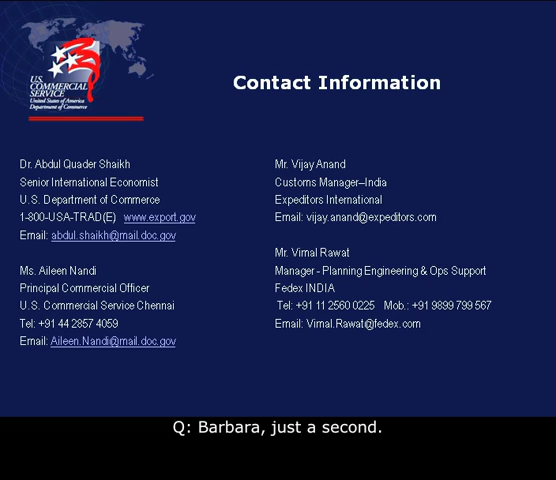 U.S.
COMMERCIAL
SERVICE
United States of America
Department of Commerce
Contact Information
Dr. Abdul Quader Shaikh
Senior International Economist
U.S. Department of Commerce
1-800-USA-TRAD(E) www.export.gov
Email: abdul.shaikh@mail.doc.gov
Ms. Aileen Nandi
Principal Commercial Officer
U.S. Commercial Service Chennai
Tel: +91 44 2857 4059
Email: Aileen.Nandi@mail.doc.gov
Mr. Vijay Anand
Customs Manager–India
Expeditors International
Email: vijay.anand@expeditors.com
Mr. Vimal Rawat
Manager - Planning Engineering & Ops Support
Fedex INDIA
Tel: +91 11 2560 0225 Mob.: +91 9899 799 567
Email: Vimal.Rawat@fedex.com
Q: Barbara, just a second.